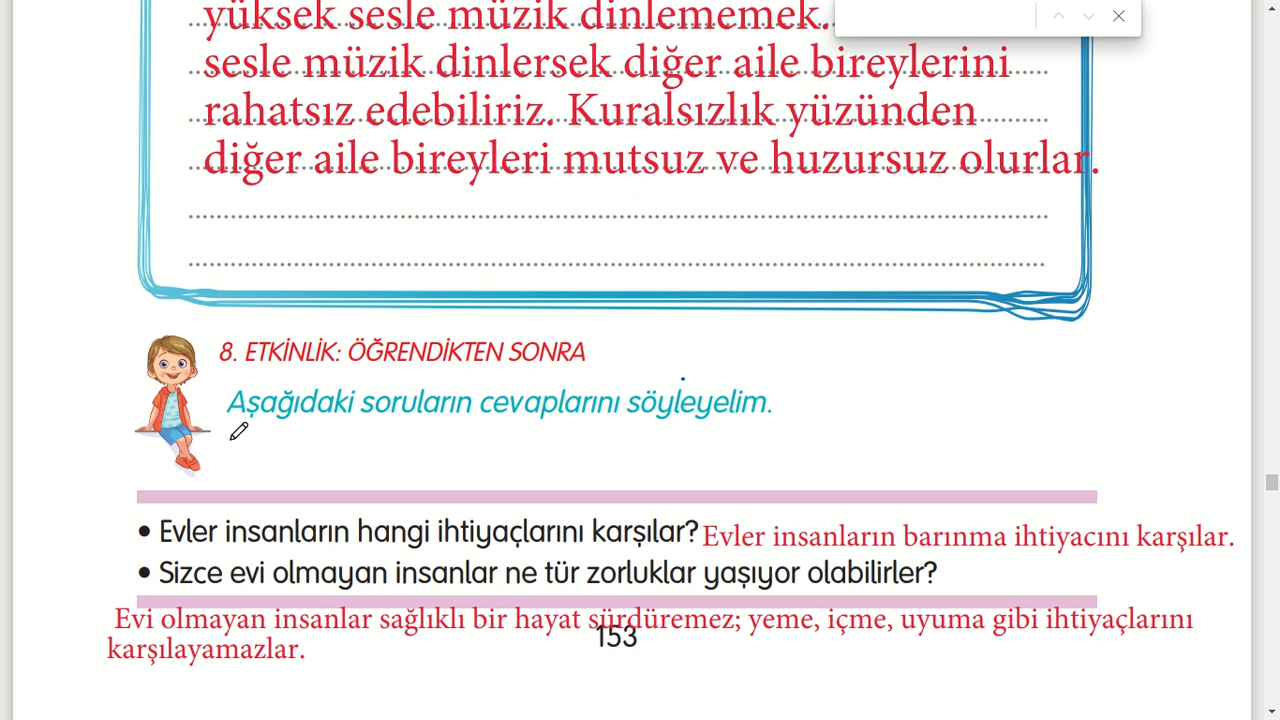 yüksek sesle müzik dinlememek.
sesle müzik dinlersek diğer aile bireylerini
rahatsız edebiliriz. Kuralsızlık yüzünden
diğer aile bireyleri mutsuz ve huzursuz olurlar.
8. ETKİNLİK: ÖĞRENDİKTEN SONRA
Aşağıdaki soruların cevaplarını söyleyelim.
• Evler insanların hangi ihtiyaçlarını karşılar? Evler insanların barınma ihtiyacını karşılar.
• Sizce evi olmayan insanlar ne tür zorluklar yaşıyor olabilirler?
Evi olmayan insanlar sağlıklı bir hayat sürdüremez; yeme, içme, uyuma gibi ihtiyaçlarını
153
karşılayamazlar.